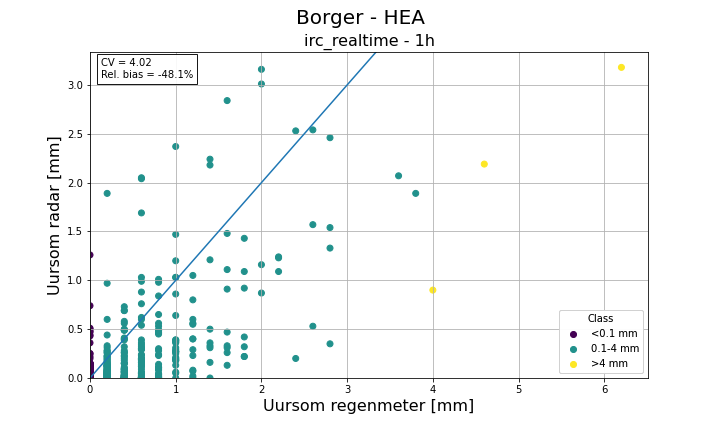 Borger - HEA
irc_realtime - 1h
CV = 4.02
Rel. bias = -48.1%
Uursom radar [mm]
3.0
2.5
2.0
1.5
1.0
0.5
0.0
0 1 2 3 4 5 6
Uursom regenmeter [mm]
Class
<0.1 mm
0.1-4 mm
>4 mm